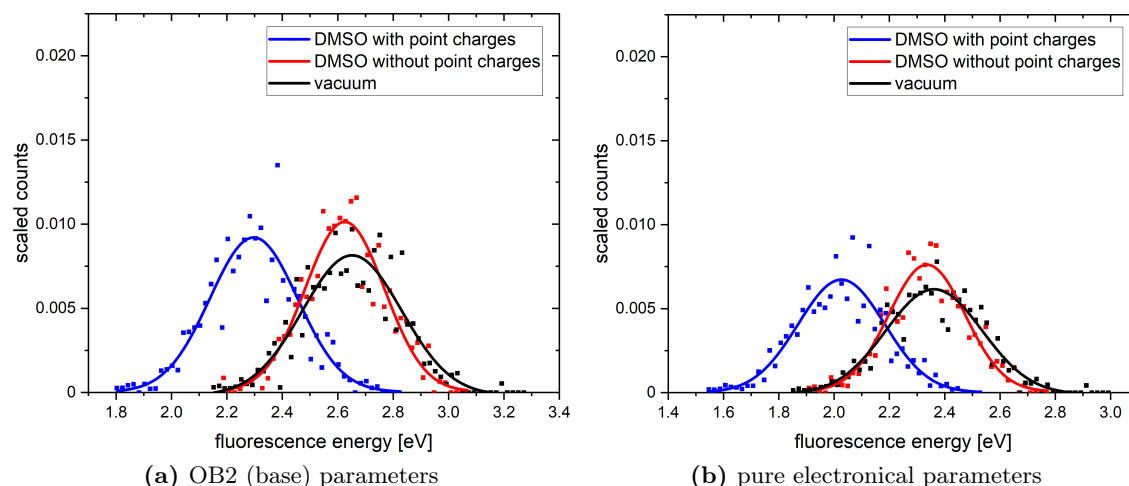 0.020
0.015
0.010
0.005
0
scaled counts
DMSO with point charges
DMSO without point charges
vacuum
1.8 2.0 2.2 2.4 2.6 2.8 3.0 3.2 3.4
fluorescence energy [eV]
(a) OB2 (base) parameters
0.020
0.015
0.010
0.005
0
scaled counts
DMSO with point charges
DMSO without point charges
vacuum
1.4 1.6 1.8 2.0 2.2 2.4 2.6 2.8 3.0
fluorescence energy [eV]
(b) pure electronical parameters